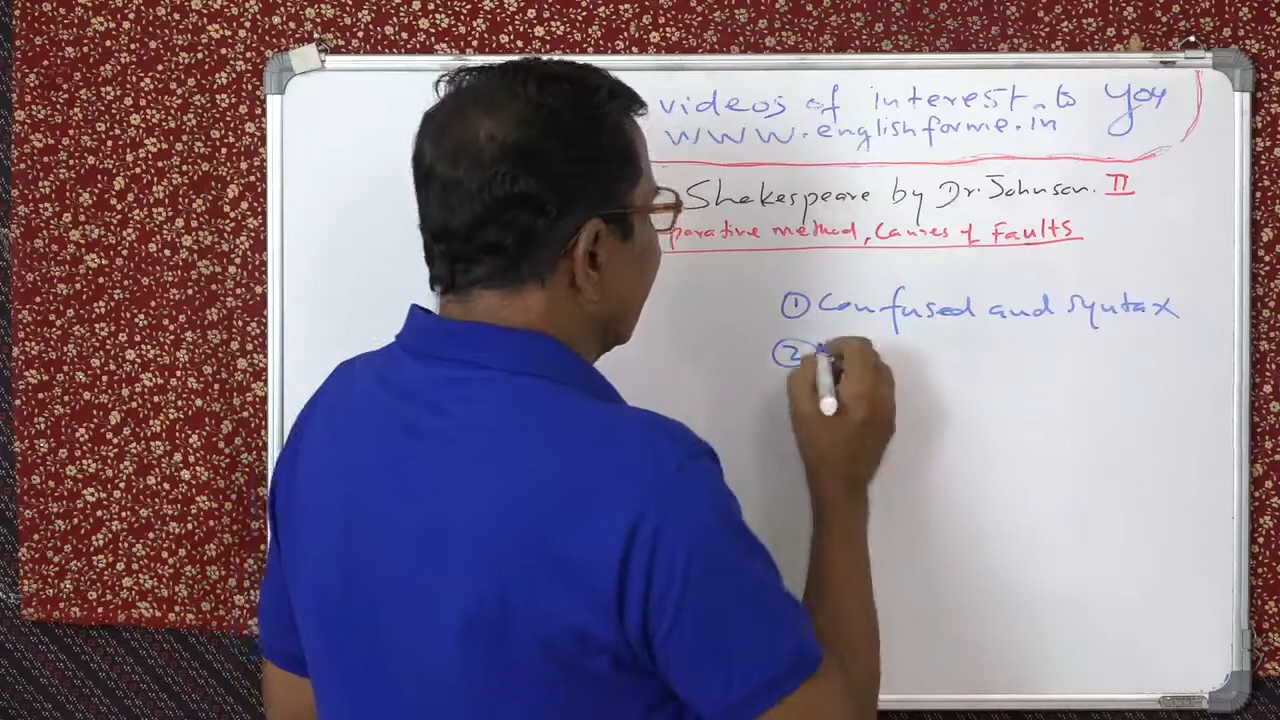 videos of interest to you
www.englishforme.in
Shakespeare by Dr. Johnson. II
parative method, Causes of Faults
① Confused and syntax
②